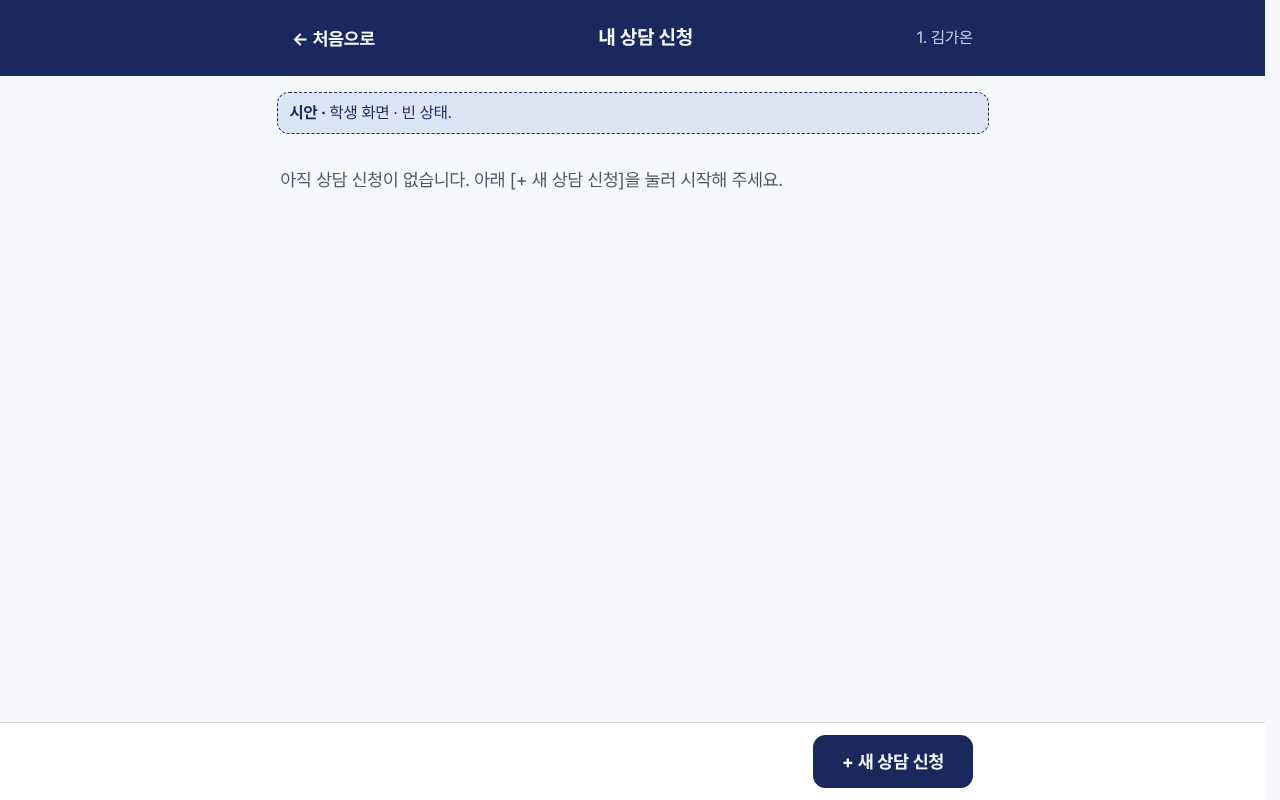 ← 처음으로
내 상담 신청
1. 김가온
시안 · 학생 화면 · 빈 상태.
아직 상담 신청이 없습니다. 아래 [+ 새 상담 신청]을 눌러 시작해 주세요.
+ 새 상담 신청